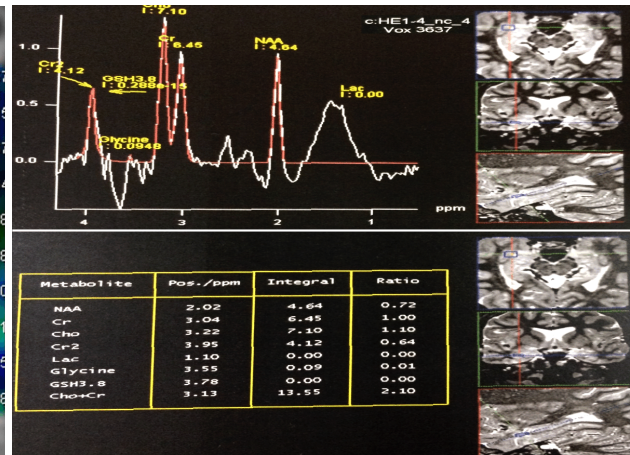 c:HE1-4_nc_4
Vox 3637
Cho
I : 7.10
Cr
I : 6.45
NAA
I : 4.64
Cr2
I : 4.12
GSH3.8
I : 0.288e-15
Lac
I : 0.00
Glycine
I : 0.0948
1.0
0.5
0.0
4 3 2 1
ppm
Metabolite Pos./ppm Integral Ratio
NAA 2.02 4.64 0.72
Cr 3.04 6.45 1.00
Cho 3.22 7.10 1.10
Cr2 3.95 4.12 0.64
Lac 1.10 0.00 0.00
Glycine 3.55 0.09 0.01
GSH3.8 3.78 0.00 0.00
Cho+Cr 3.13 13.55 2.10